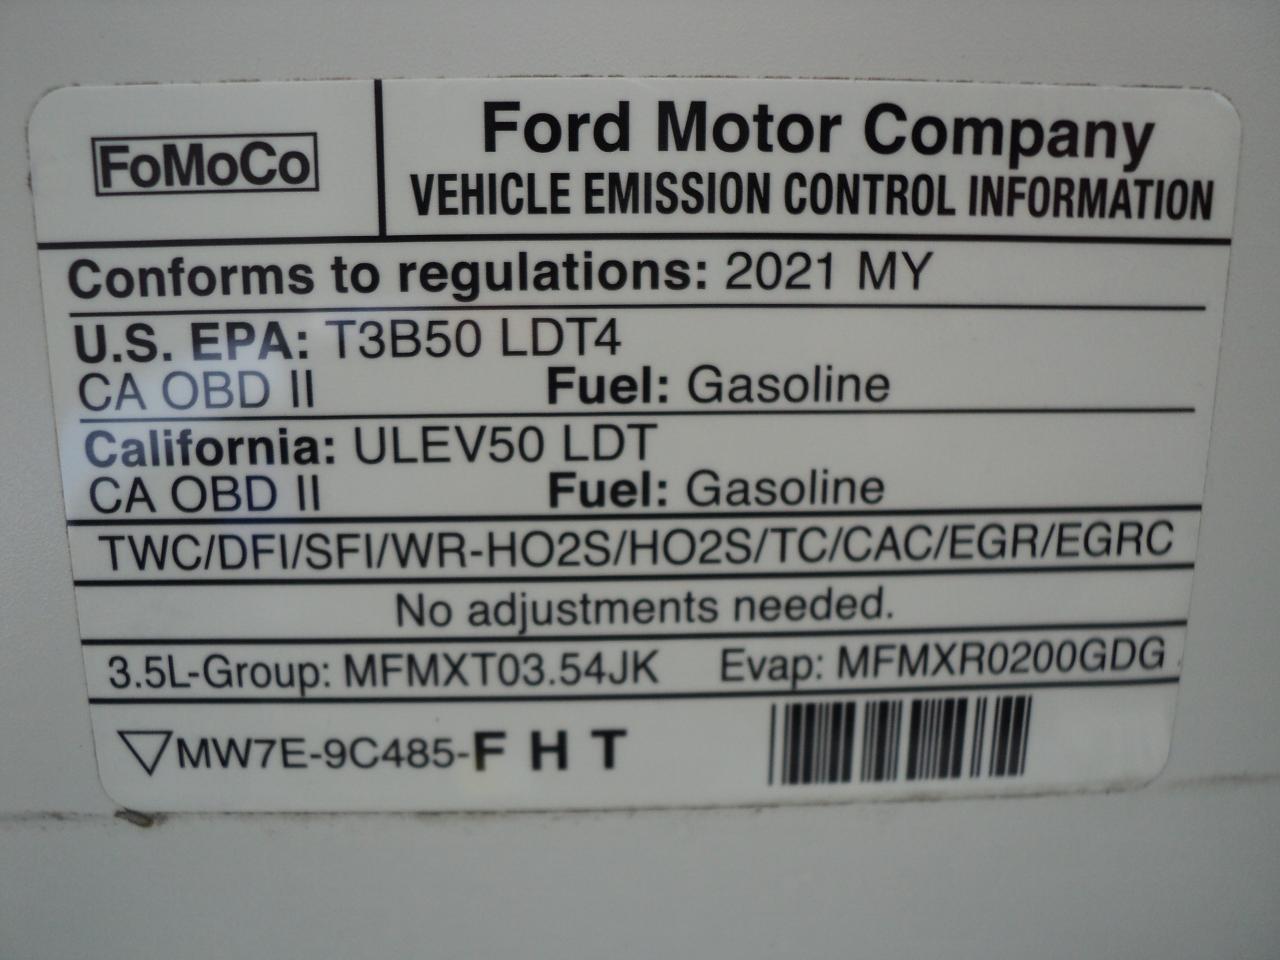 FoMoCo
Ford Motor Company
VEHICLE EMISSION CONTROL INFORMATION
Conforms to regulations: 2021 MY
U.S. EPA: T3B50 LDT4
CA OBD II Fuel: Gasoline
California: ULEV50 LDT
CA OBD II Fuel: Gasoline
TWC/DFI/SFI/WR-HO2S/HO2S/TC/CAC/EGR/EGRC
No adjustments needed.
3.5L-Group: MFMXT03.54JK Evap: MFMXR0200GDG
▽MW7E-9C485-F H T